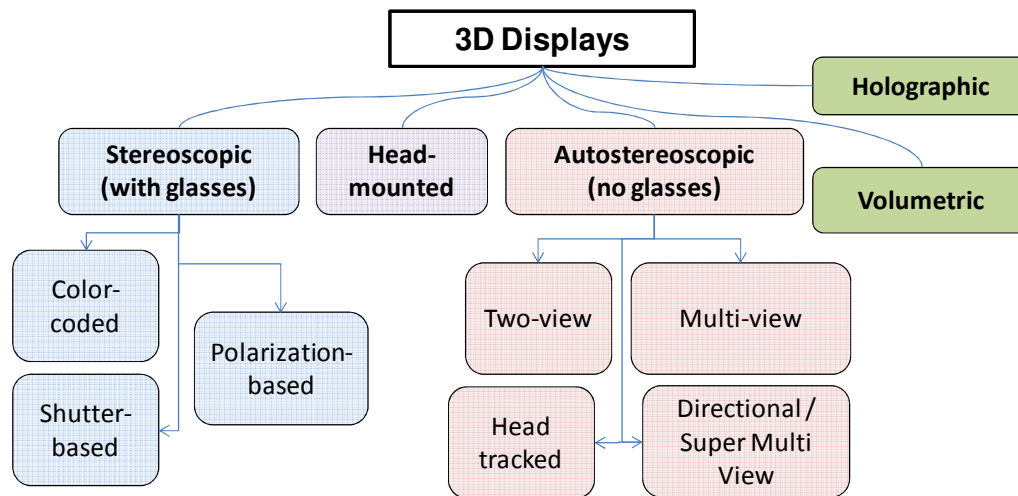 3D Displays
Holographic
Stereoscopic
(with glasses)
Head-
mounted
Autostereoscopic
(no glasses)
Volumetric
Color-
coded
Polarization-
based
Shutter-
based
Two-view
Multi-view
Head
tracked
Directional /
Super Multi
View